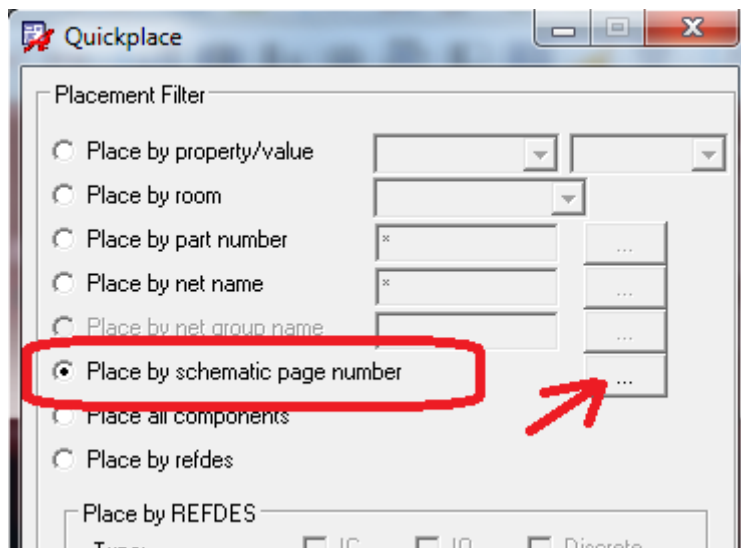 Quickplace
Placement Filter
Place by property/value
Place by room
Place by part number *
...
Place by net name *
...
Place by net group name
...
Place by schematic page number
...
Place all components
Place by refdes
Place by REFDES
Type: IC IO Discrete